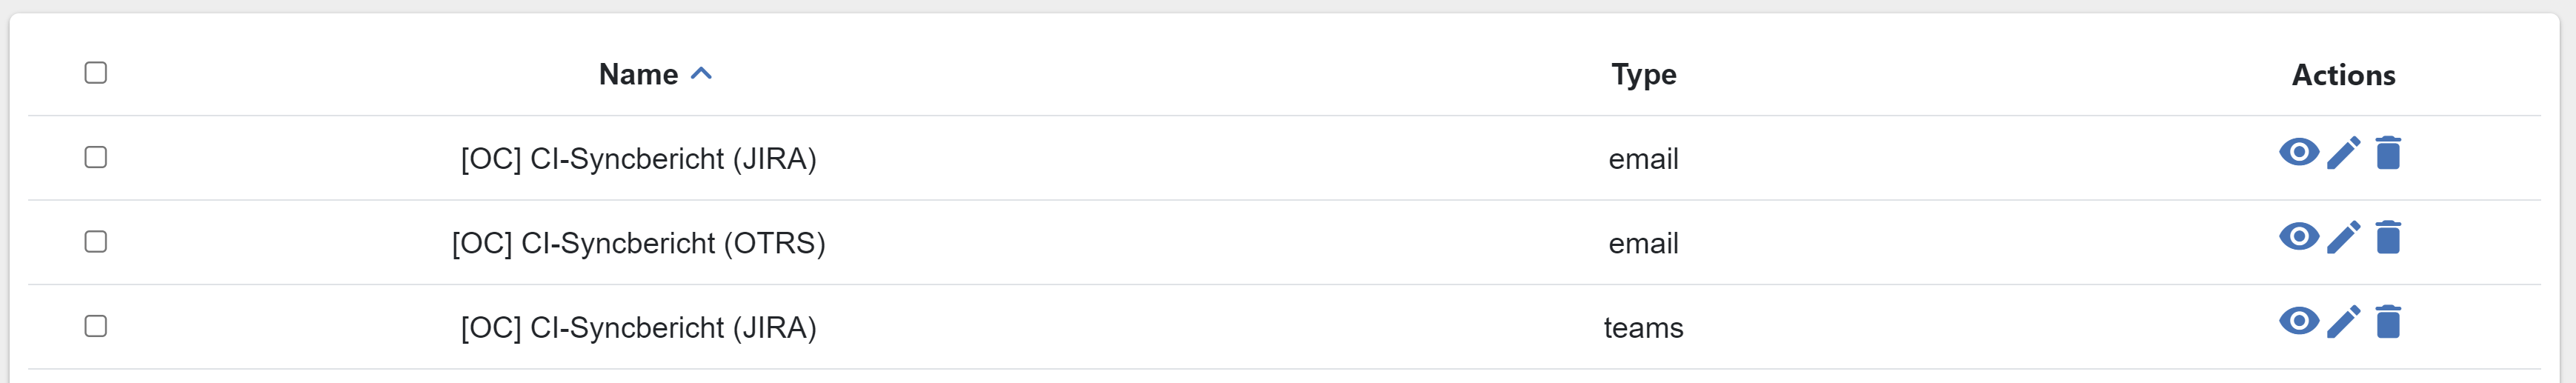 Name Type Actions
[OC] CI-Syncbericht (JIRA) email
[OC] CI-Syncbericht (OTRS) email
[OC] CI-Syncbericht (JIRA) teams